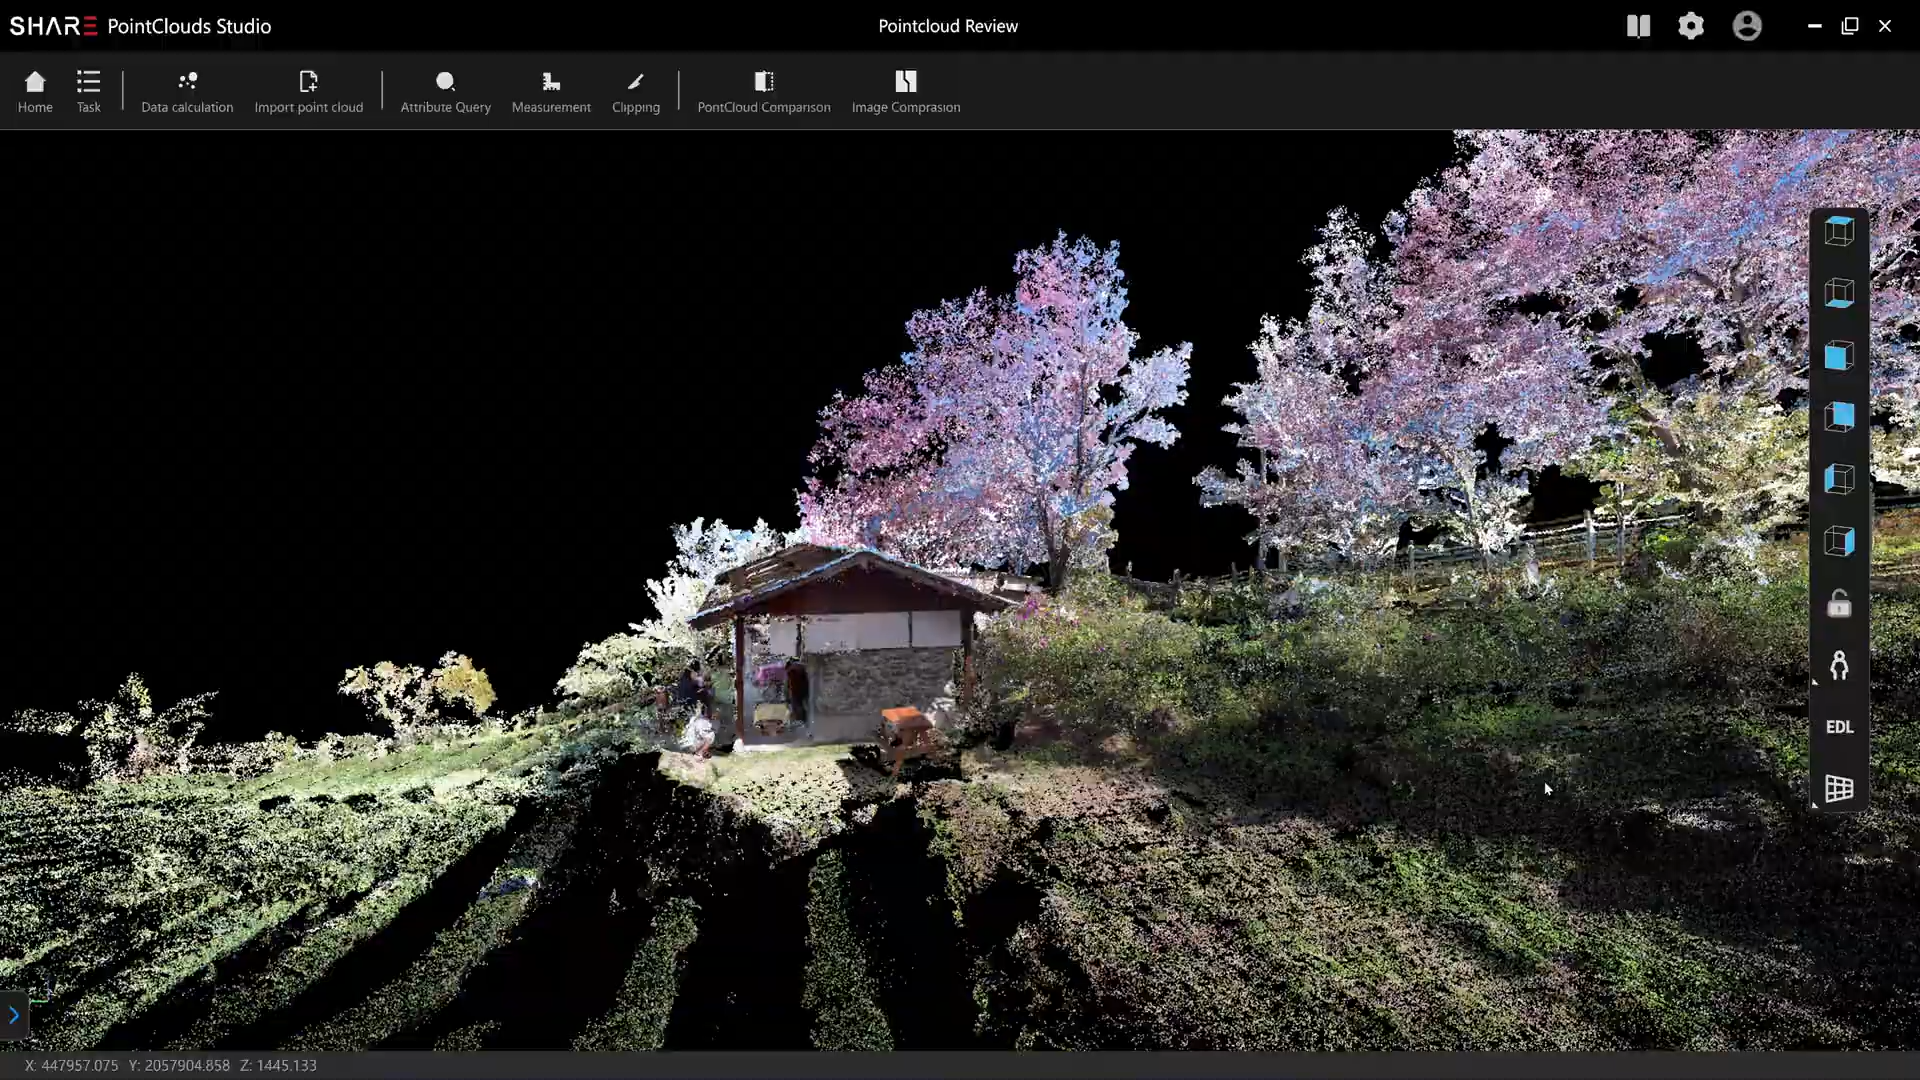 SHARE PointClouds Studio
Pointcloud Review
Home
Task
Data calculation
Import point cloud
Attribute Query
Measurement
Clipping
PontCloud Comparison
Image Comprasion
EDL
X: 447957.075 Y: 2057904.858 Z: 1445.133